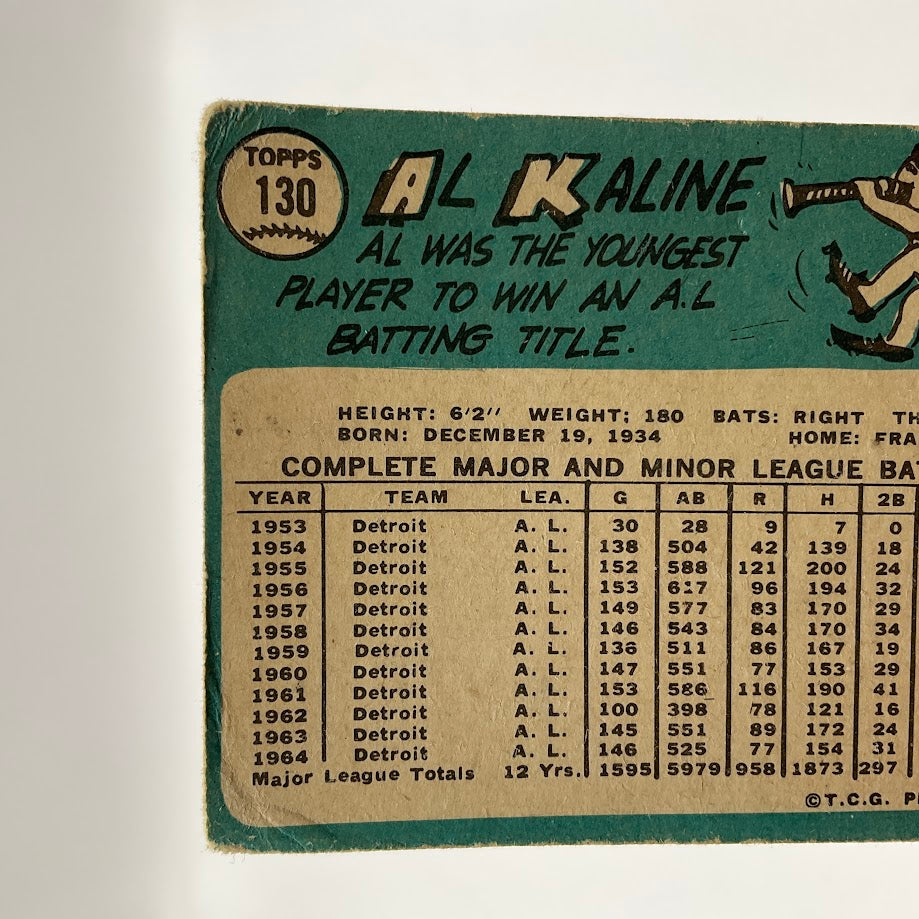 TOPPS
130
AL KALINE
AL WAS THE YOUNGEST
PLAYER TO WIN AN A.L
BATTING TITLE.
HEIGHT: 6'2" WEIGHT: 180 BATS: RIGHT TH
BORN: DECEMBER 19, 1934 HOME: FRA
COMPLETE MAJOR AND MINOR LEAGUE BAT
YEAR TEAM LEA. G AB R H 2B
1953 Detroit A. L. 30 28 9 7 0
1954 Detroit A. L. 138 504 42 139 18
1955 Detroit A. L. 152 588 121 200 24
1956 Detroit A. L. 153 617 96 194 32
1957 Detroit A. L. 149 577 83 170 29
1958 Detroit A. L. 146 543 84 170 34
1959 Detroit A. L. 136 511 86 167 19
1960 Detroit A. L. 147 551 77 153 29
1961 Detroit A. L. 153 586 116 190 41
1962 Detroit A. L. 100 398 78 121 16
1963 Detroit A. L. 145 551 89 172 24
1964 Detroit A. L. 146 525 77 154 31
Major League Totals 12 Yrs. 1595 5979 958 1873 297
©T.C.G. P